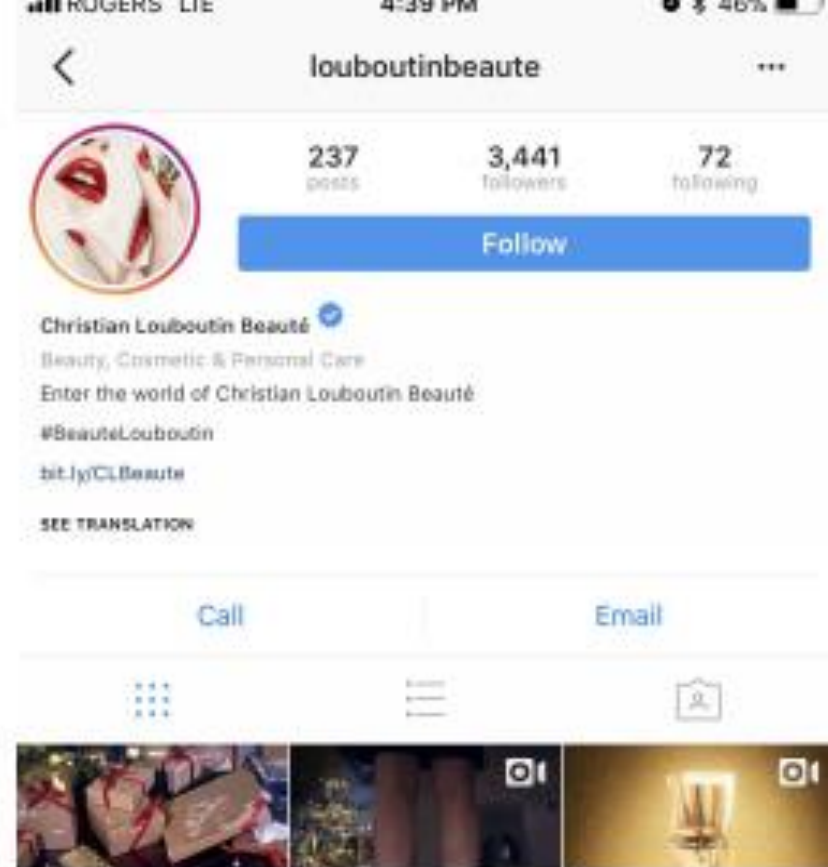 ROGERS LTE 4:39 PM 46%
louboutinbeaute
237 3,441 72
posts followers following
Follow
Christian Louboutin Beauté
Beauty, Cosmetic & Personal Care
Enter the world of Christian Louboutin Beauté
#BeauteLouboutin
bit.ly/CLBeaute
SEE TRANSLATION
Call Email